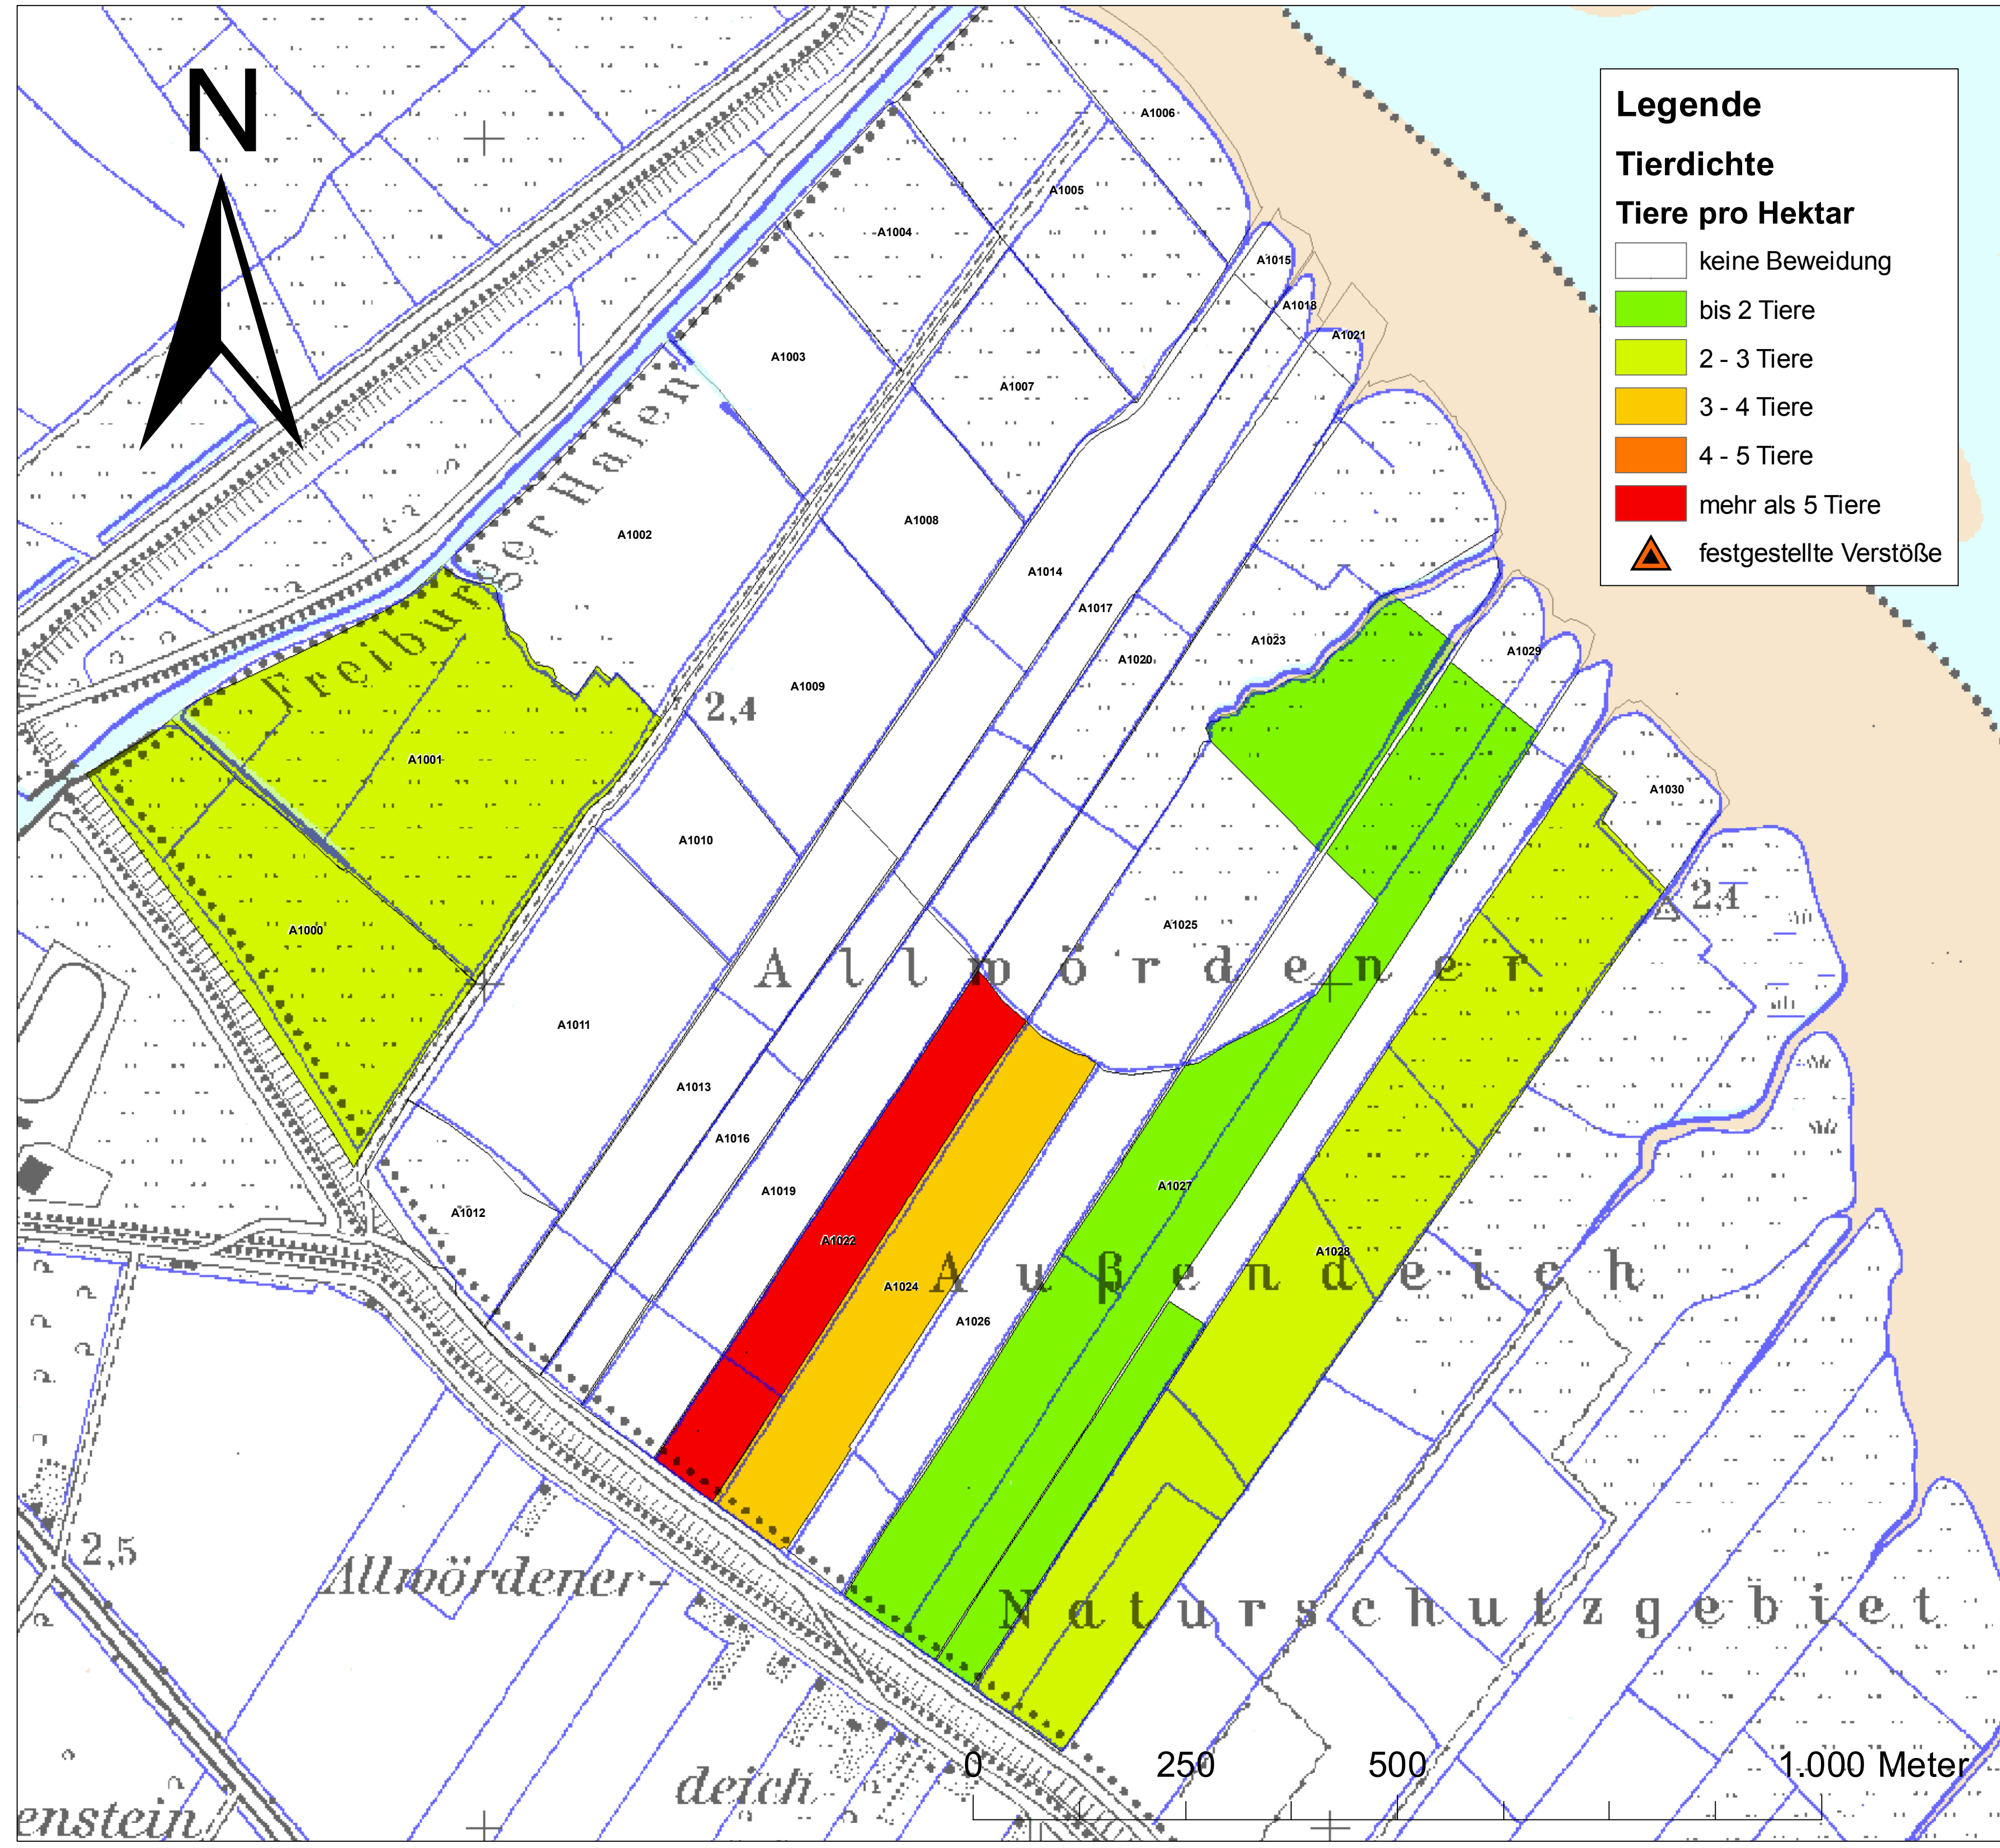 N
Legende
Tierdichte
Tiere pro Hektar
keine Beweidung
bis 2 Tiere
2 - 3 Tiere
3 - 4 Tiere
4 - 5 Tiere
mehr als 5 Tiere
festgestellte Verstöße
A1006
A1005
A1004
A1015
A1018
A1021
A1003
A1007
Freiburger Hafen
A1002
A1008
A1014
A1017
A1020
A1023
A1029
A1009
2,4
A1001
A1030
A1010
2,4
A1000
A1025
Allmördener
A1011
A1013
A1016
A1019
A1027
A1012
A1022
A1028
A1024
Außendeich
A1026
2,5
Allmördener-
Naturschutzgebiet
deich
enstein
0 250 500 1.000 Meter